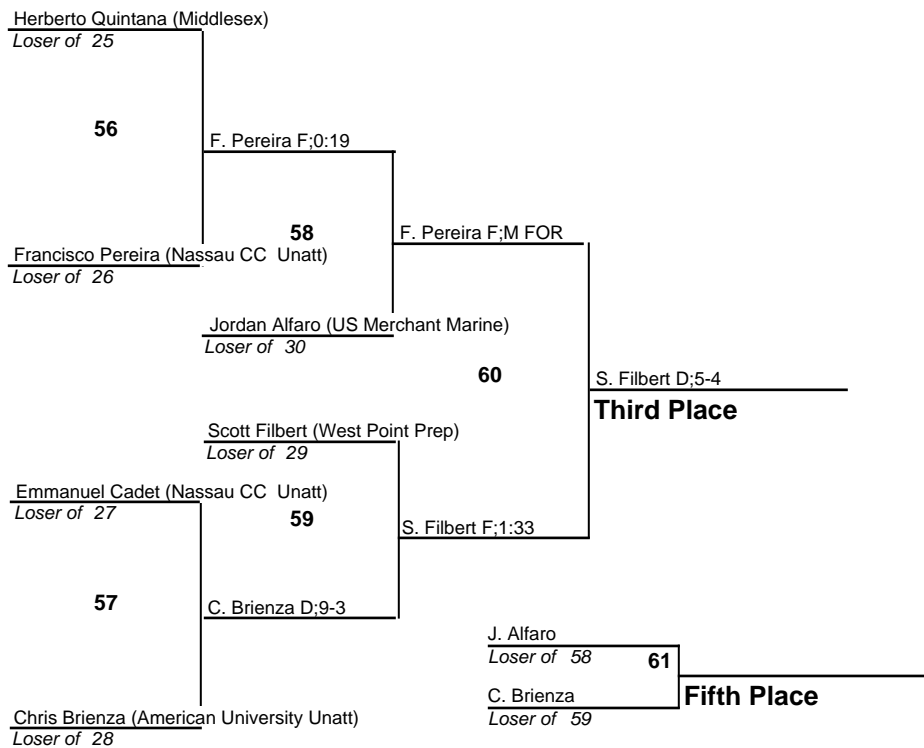 Herberto Quintana (Middlesex)
Loser of 25
56
F. Pereira F;0:19
58
F. Pereira F;M FOR
Francisco Pereira (Nassau CC Unatt)
Loser of 26
Jordan Alfaro (US Merchant Marine)
Loser of 30
60
S. Filbert D;5-4
Third Place
Scott Filbert (West Point Prep)
Loser of 29
Emmanuel Cadet (Nassau CC Unatt)
Loser of 27
59
S. Filbert F;1:33
57
C. Brienza D;9-3
J. Alfaro
Loser of 58
61
C. Brienza
Loser of 59
Fifth Place
Chris Brienza (American University Unatt)
Loser of 28